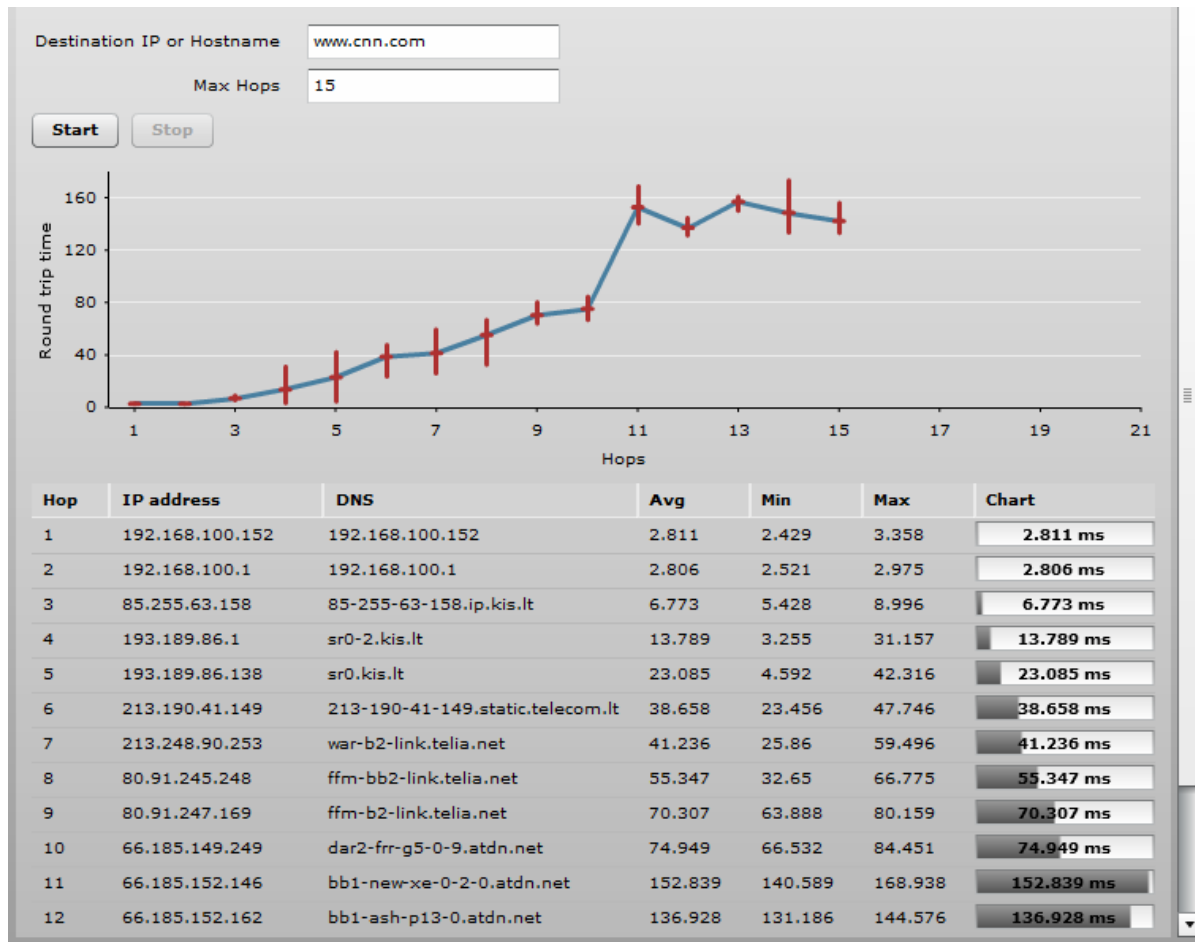 Destination IP or Hostname www.cnn.com
Max Hops 15
Start Stop
Round trip time
160
120
80
40
0
1 3 5 7 9 11 13 15 17 19 21
Hops
Hop IP address DNS Avg Min Max Chart
1 192.168.100.152 192.168.100.152 2.811 2.429 3.358 2.811 ms
2 192.168.100.1 192.168.100.1 2.806 2.521 2.975 2.806 ms
3 85.255.63.158 85-255-63-158.ip.kis.lt 6.773 5.428 8.996 6.773 ms
4 193.189.86.1 sr0-2.kis.lt 13.789 3.255 31.157 13.789 ms
5 193.189.86.138 sr0.kis.lt 23.085 4.592 42.316 23.085 ms
6 213.190.41.149 213-190-41-149.static.telecom.lt 38.658 23.456 47.746 38.658 ms
7 213.248.90.253 war-b2-link.telia.net 41.236 25.86 59.496 41.236 ms
8 80.91.245.248 ffm-bb2-link.telia.net 55.347 32.65 66.775 55.347 ms
9 80.91.247.169 ffm-b2-link.telia.net 70.307 63.888 80.159 70.307 ms
10 66.185.149.249 dar2-frr-g5-0-9.atdn.net 74.949 66.532 84.451 74.949 ms
11 66.185.152.146 bb1-new-xe-0-2-0.atdn.net 152.839 140.589 168.938 152.839 ms
12 66.185.152.162 bb1-ash-p13-0.atdn.net 136.928 131.186 144.576 136.928 ms